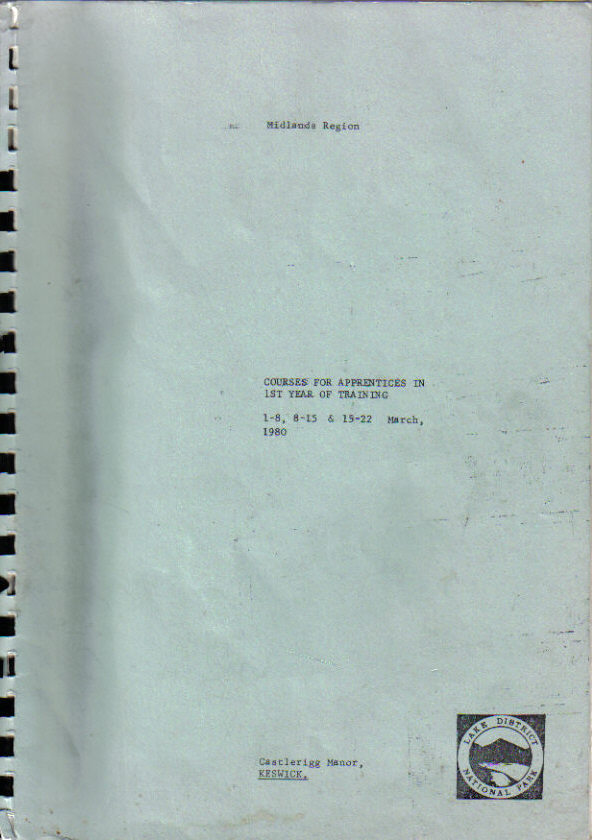 Midlands Region
COURSES FOR APPRENTICES IN
1ST YEAR OF TRAINING
1-8, 8-15 & 15-22 March,
1980
Castlerigg Manor,
KESWICK.
LAKE DISTRICT
NATIONAL PARK